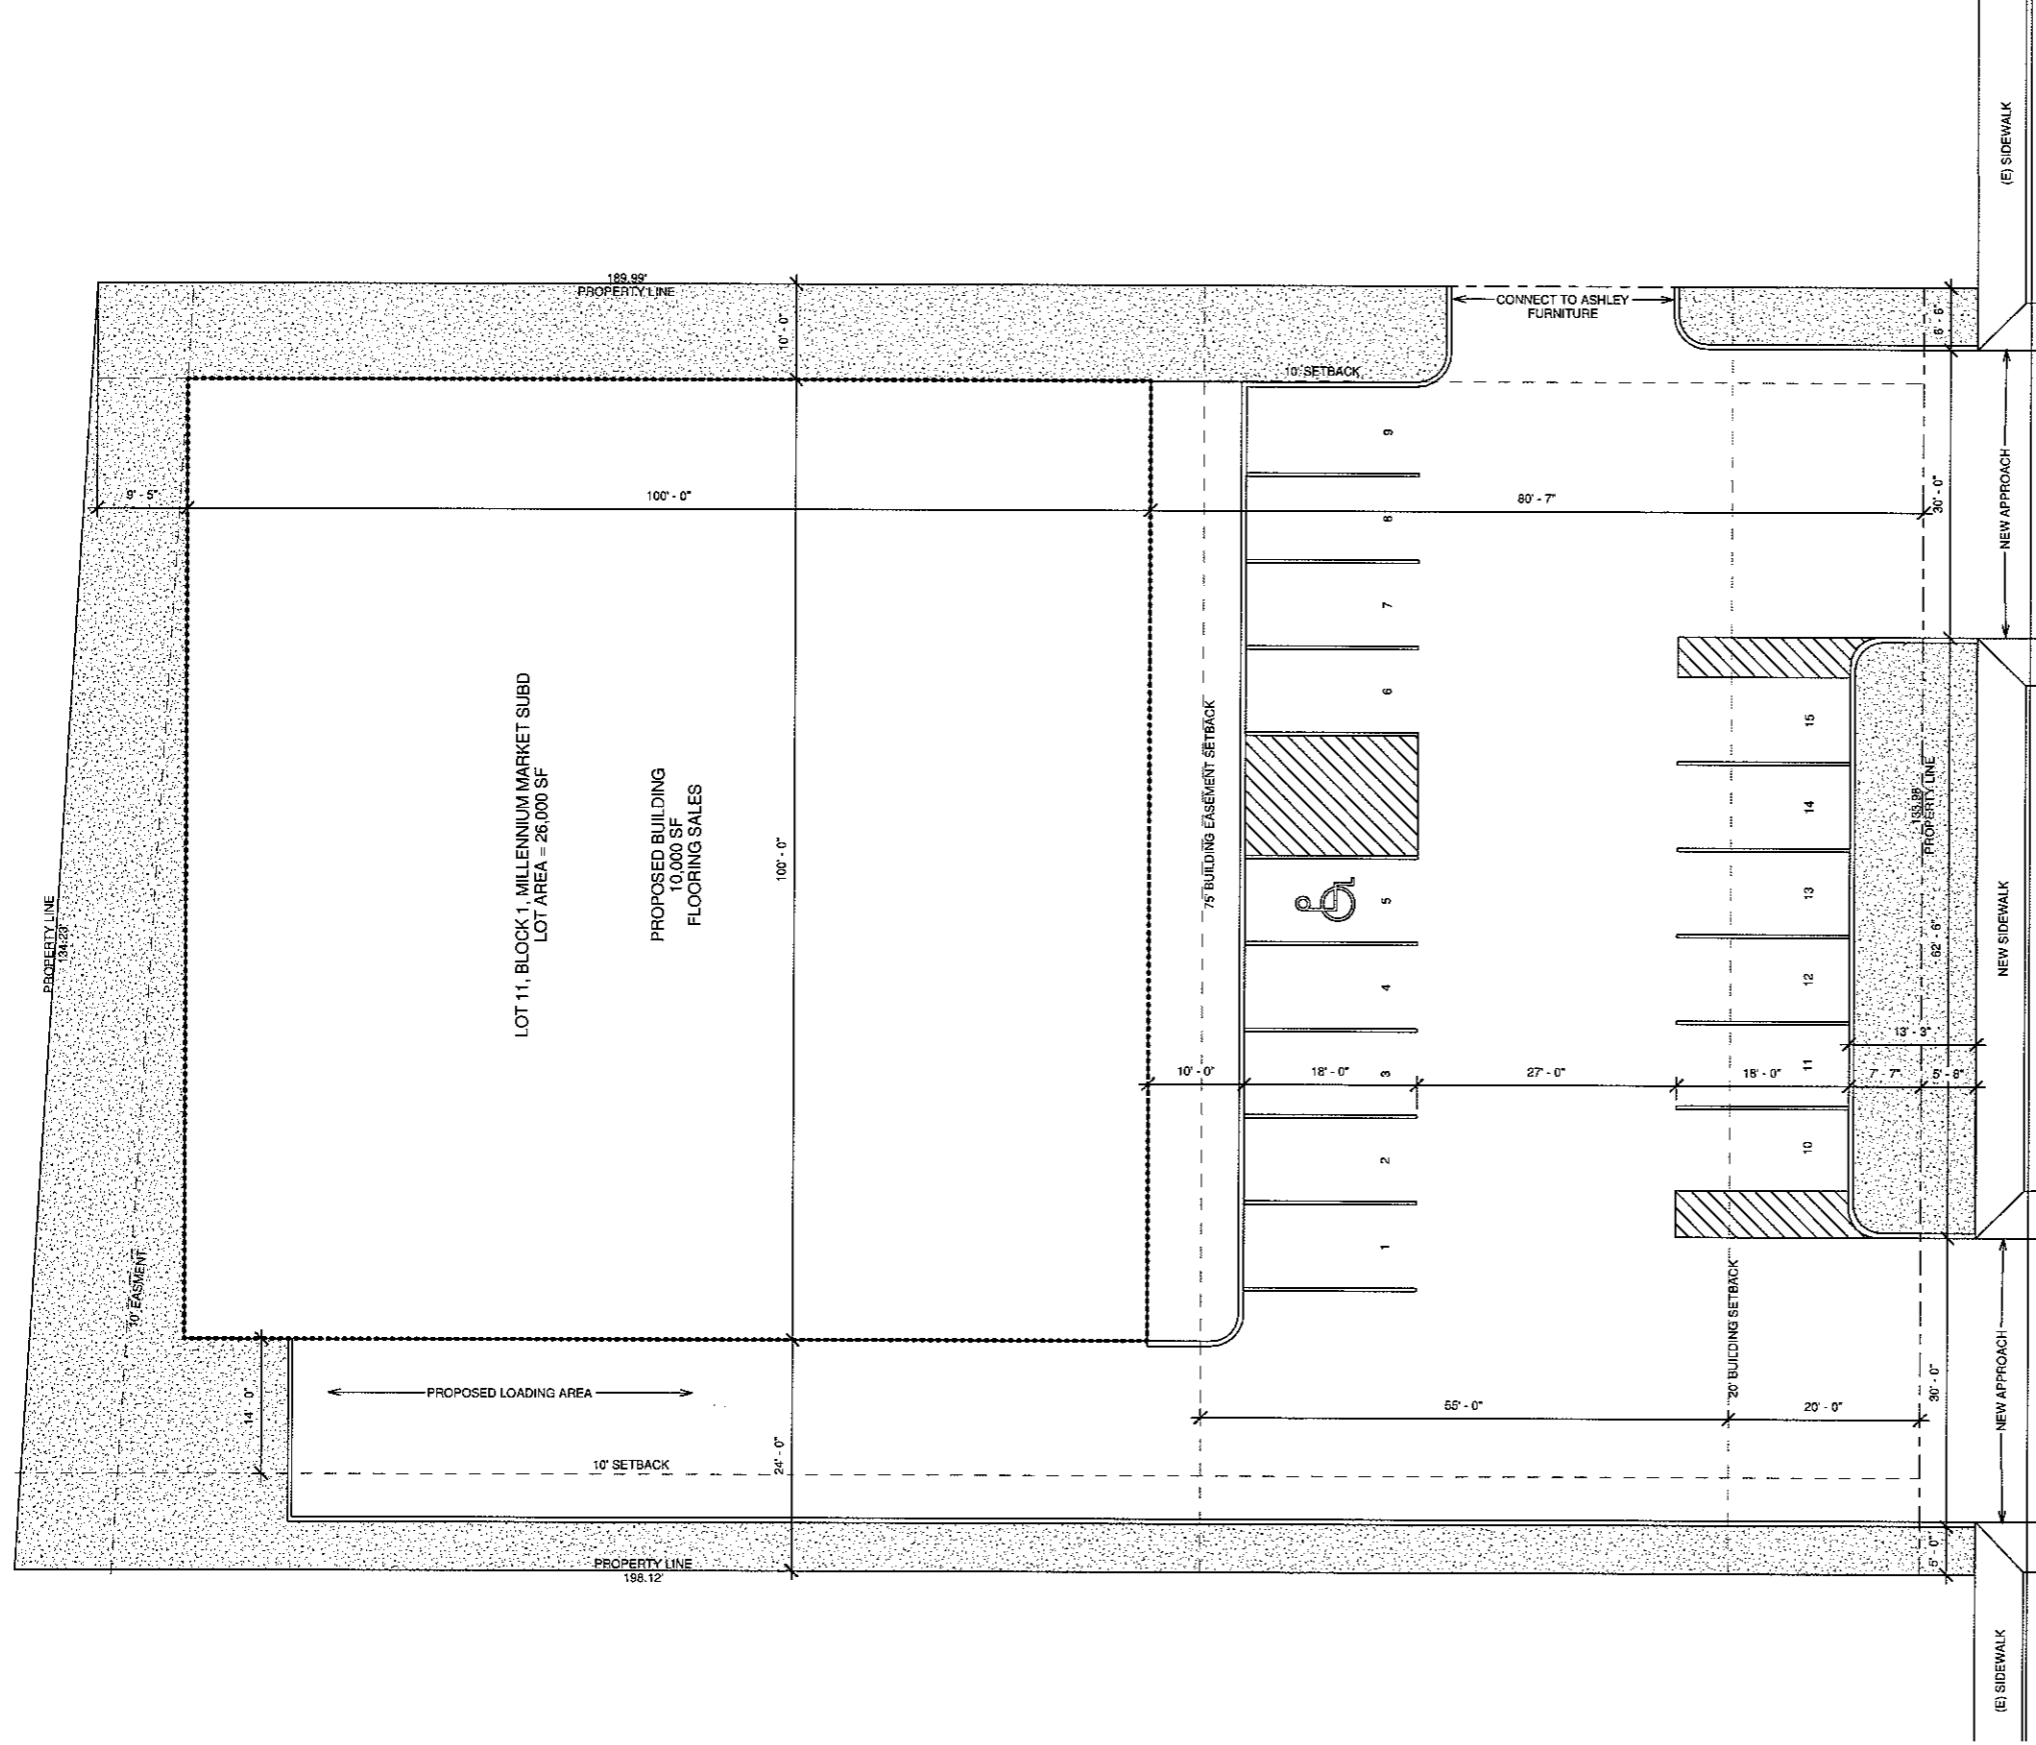 (E) SIDEWALK
189.99'
PROPERTY LINE
CONNECT TO ASHLEY
FURNITURE
6' - 6"
10' - 0"
10' SETBACK
9
9' - 5"
100' - 0"
80' - 7"
30' - 0"
NEW APPROACH
8
7
6
LOT 11, BLOCK 1, MILLENNIUM MARKET SUBD
LOT AREA = 26,000 SF
PROPOSED BUILDING
10,000 SF
FLOORING SALES
100' - 0"
75' BUILDING EASEMENT SETBACK
15
14
13
12
11
10
PROPERTY LINE
62' - 6"
NEW SIDEWALK
PROPERTY LINE
134.23'
5
4
3
2
1
13' - 3"
10' - 0"
18' - 0"
27' - 0"
18' - 0"
7' - 7"
5' - 8"
10' EASMENT
20' BUILDING SETBACK
PROPOSED LOADING AREA
14' - 0"
55' - 0"
20' - 0"
30' - 0"
NEW APPROACH
24' - 0"
10' SETBACK
5' - 0"
PROPERTY LINE
198.12'
(E) SIDEWALK